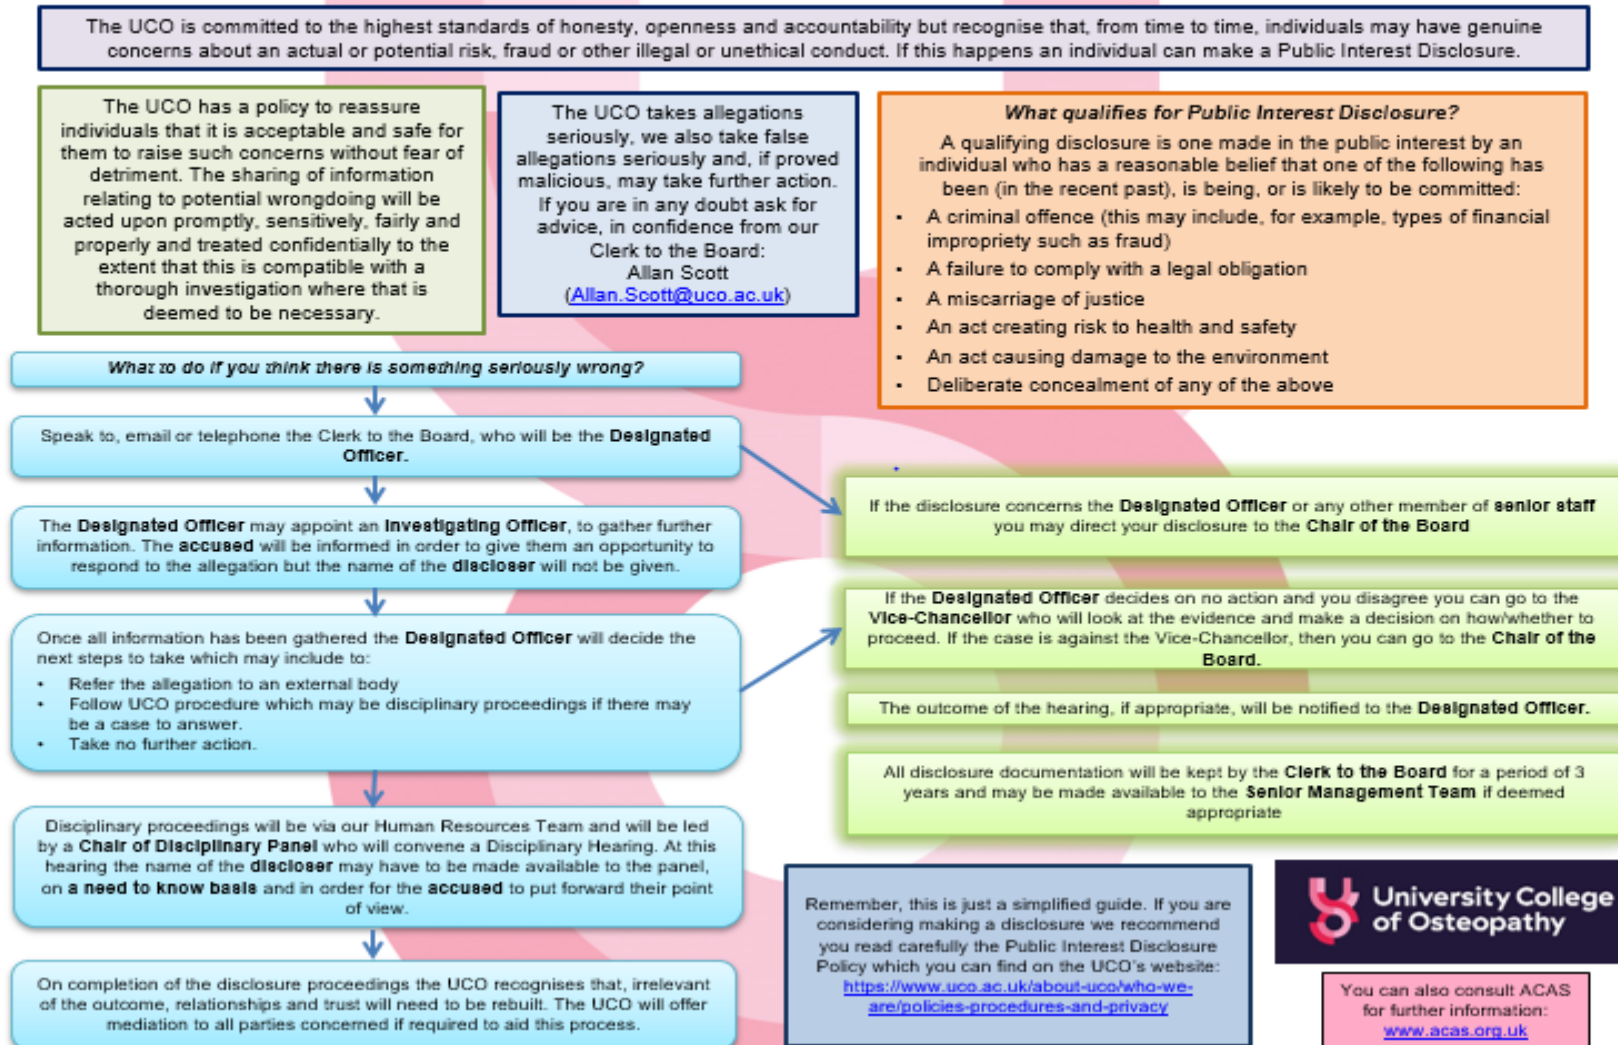 The UCO is committed to the highest standards of honesty, openness and accountability but recognise that, from time to time, individuals may have genuine
concerns about an actual or potential risk, fraud or other illegal or unethical conduct. If this happens an individual can make a Public Interest Disclosure.
The UCO has a policy to reassure
individuals that it is acceptable and safe for
them to raise such concerns without fear of
detriment. The sharing of information
relating to potential wrongdoing will be
acted upon promptly, sensitively, fairly and
properly and treated confidentially to the
extent that this is compatible with a
thorough investigation where that is
deemed to be necessary.
The UCO takes allegations
seriously, we also take false
allegations seriously and, if proved
malicious, may take further action.
If you are in any doubt ask for
advice, in confidence from our
Clerk to the Board:
Allan Scott
(Allan.Scott@uco.ac.uk)
What qualifies for Public Interest Disclosure?
A qualifying disclosure is one made in the public interest by an
individual who has a reasonable belief that one of the following has
been (in the recent past), is being, or is likely to be committed:
• A criminal offence (this may include, for example, types of financial
impropriety such as fraud)
• A failure to comply with a legal obligation
• A miscarriage of justice
• An act creating risk to health and safety
• An act causing damage to the environment
• Deliberate concealment of any of the above
What to do if you think there is something seriously wrong?
Speak to, email or telephone the Clerk to the Board, who will be the Designated
Officer.
The Designated Officer may appoint an Investigating Officer, to gather further
information. The accused will be informed in order to give them an opportunity to
respond to the allegation but the name of the discloser will not be given.
Once all information has been gathered the Designated Officer will decide the
next steps to take which may include to:
• Refer the allegation to an external body
• Follow UCO procedure which may be disciplinary proceedings if there may
be a case to answer.
• Take no further action.
Disciplinary proceedings will be via our Human Resources Team and will be led
by a Chair of Disciplinary Panel who will convene a Disciplinary Hearing. At this
hearing the name of the discloser may have to be made available to the panel,
on a need to know basis and in order for the accused to put forward their point
of view.
On completion of the disclosure proceedings the UCO recognises that, irrelevant
of the outcome, relationships and trust will need to be rebuilt. The UCO will offer
mediation to all parties concerned if required to aid this process.
If the disclosure concerns the Designated Officer or any other member of senior staff
you may direct your disclosure to the Chair of the Board
If the Designated Officer decides on no action and you disagree you can go to the
Vice-Chancellor who will look at the evidence and make a decision on how/whether to
proceed. If the case is against the Vice-Chancellor, then you can go to the Chair of the
Board.
The outcome of the hearing, if appropriate, will be notified to the Designated Officer.
All disclosure documentation will be kept by the Clerk to the Board for a period of 3
years and may be made available to the Senior Management Team if deemed
appropriate
Remember, this is just a simplified guide. If you are
considering making a disclosure we recommend
you read carefully the Public Interest Disclosure
Policy which you can find on the UCO's website:
https://www.uco.ac.uk/about-uco/who-we-
are/policies-procedures-and-privacy
University College
of Osteopathy
You can also consult ACAS
for further information:
www.acas.org.uk